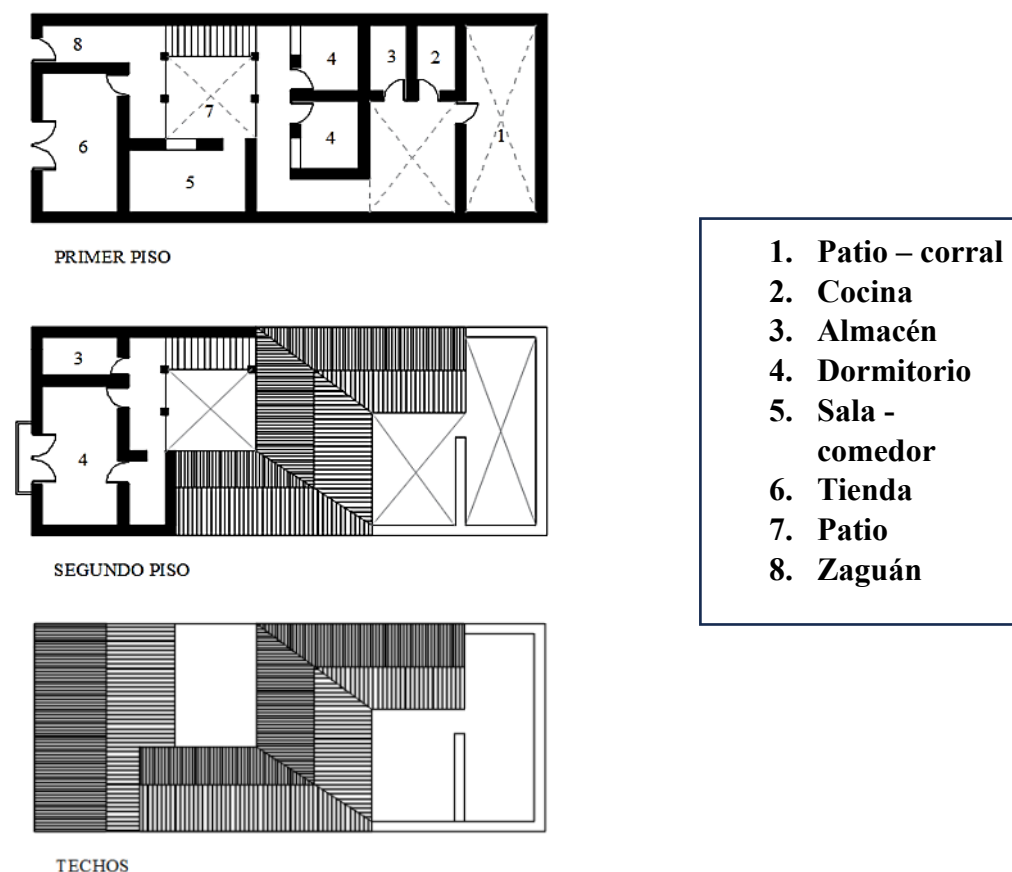 8
4
3
2
7
1
6
4
5
PRIMER PISO
3
4
SEGUNDO PISO
TECHOS
1. Patio – corral
2. Cocina
3. Almacén
4. Dormitorio
5. Sala -
comedor
6. Tienda
7. Patio
8. Zaguán